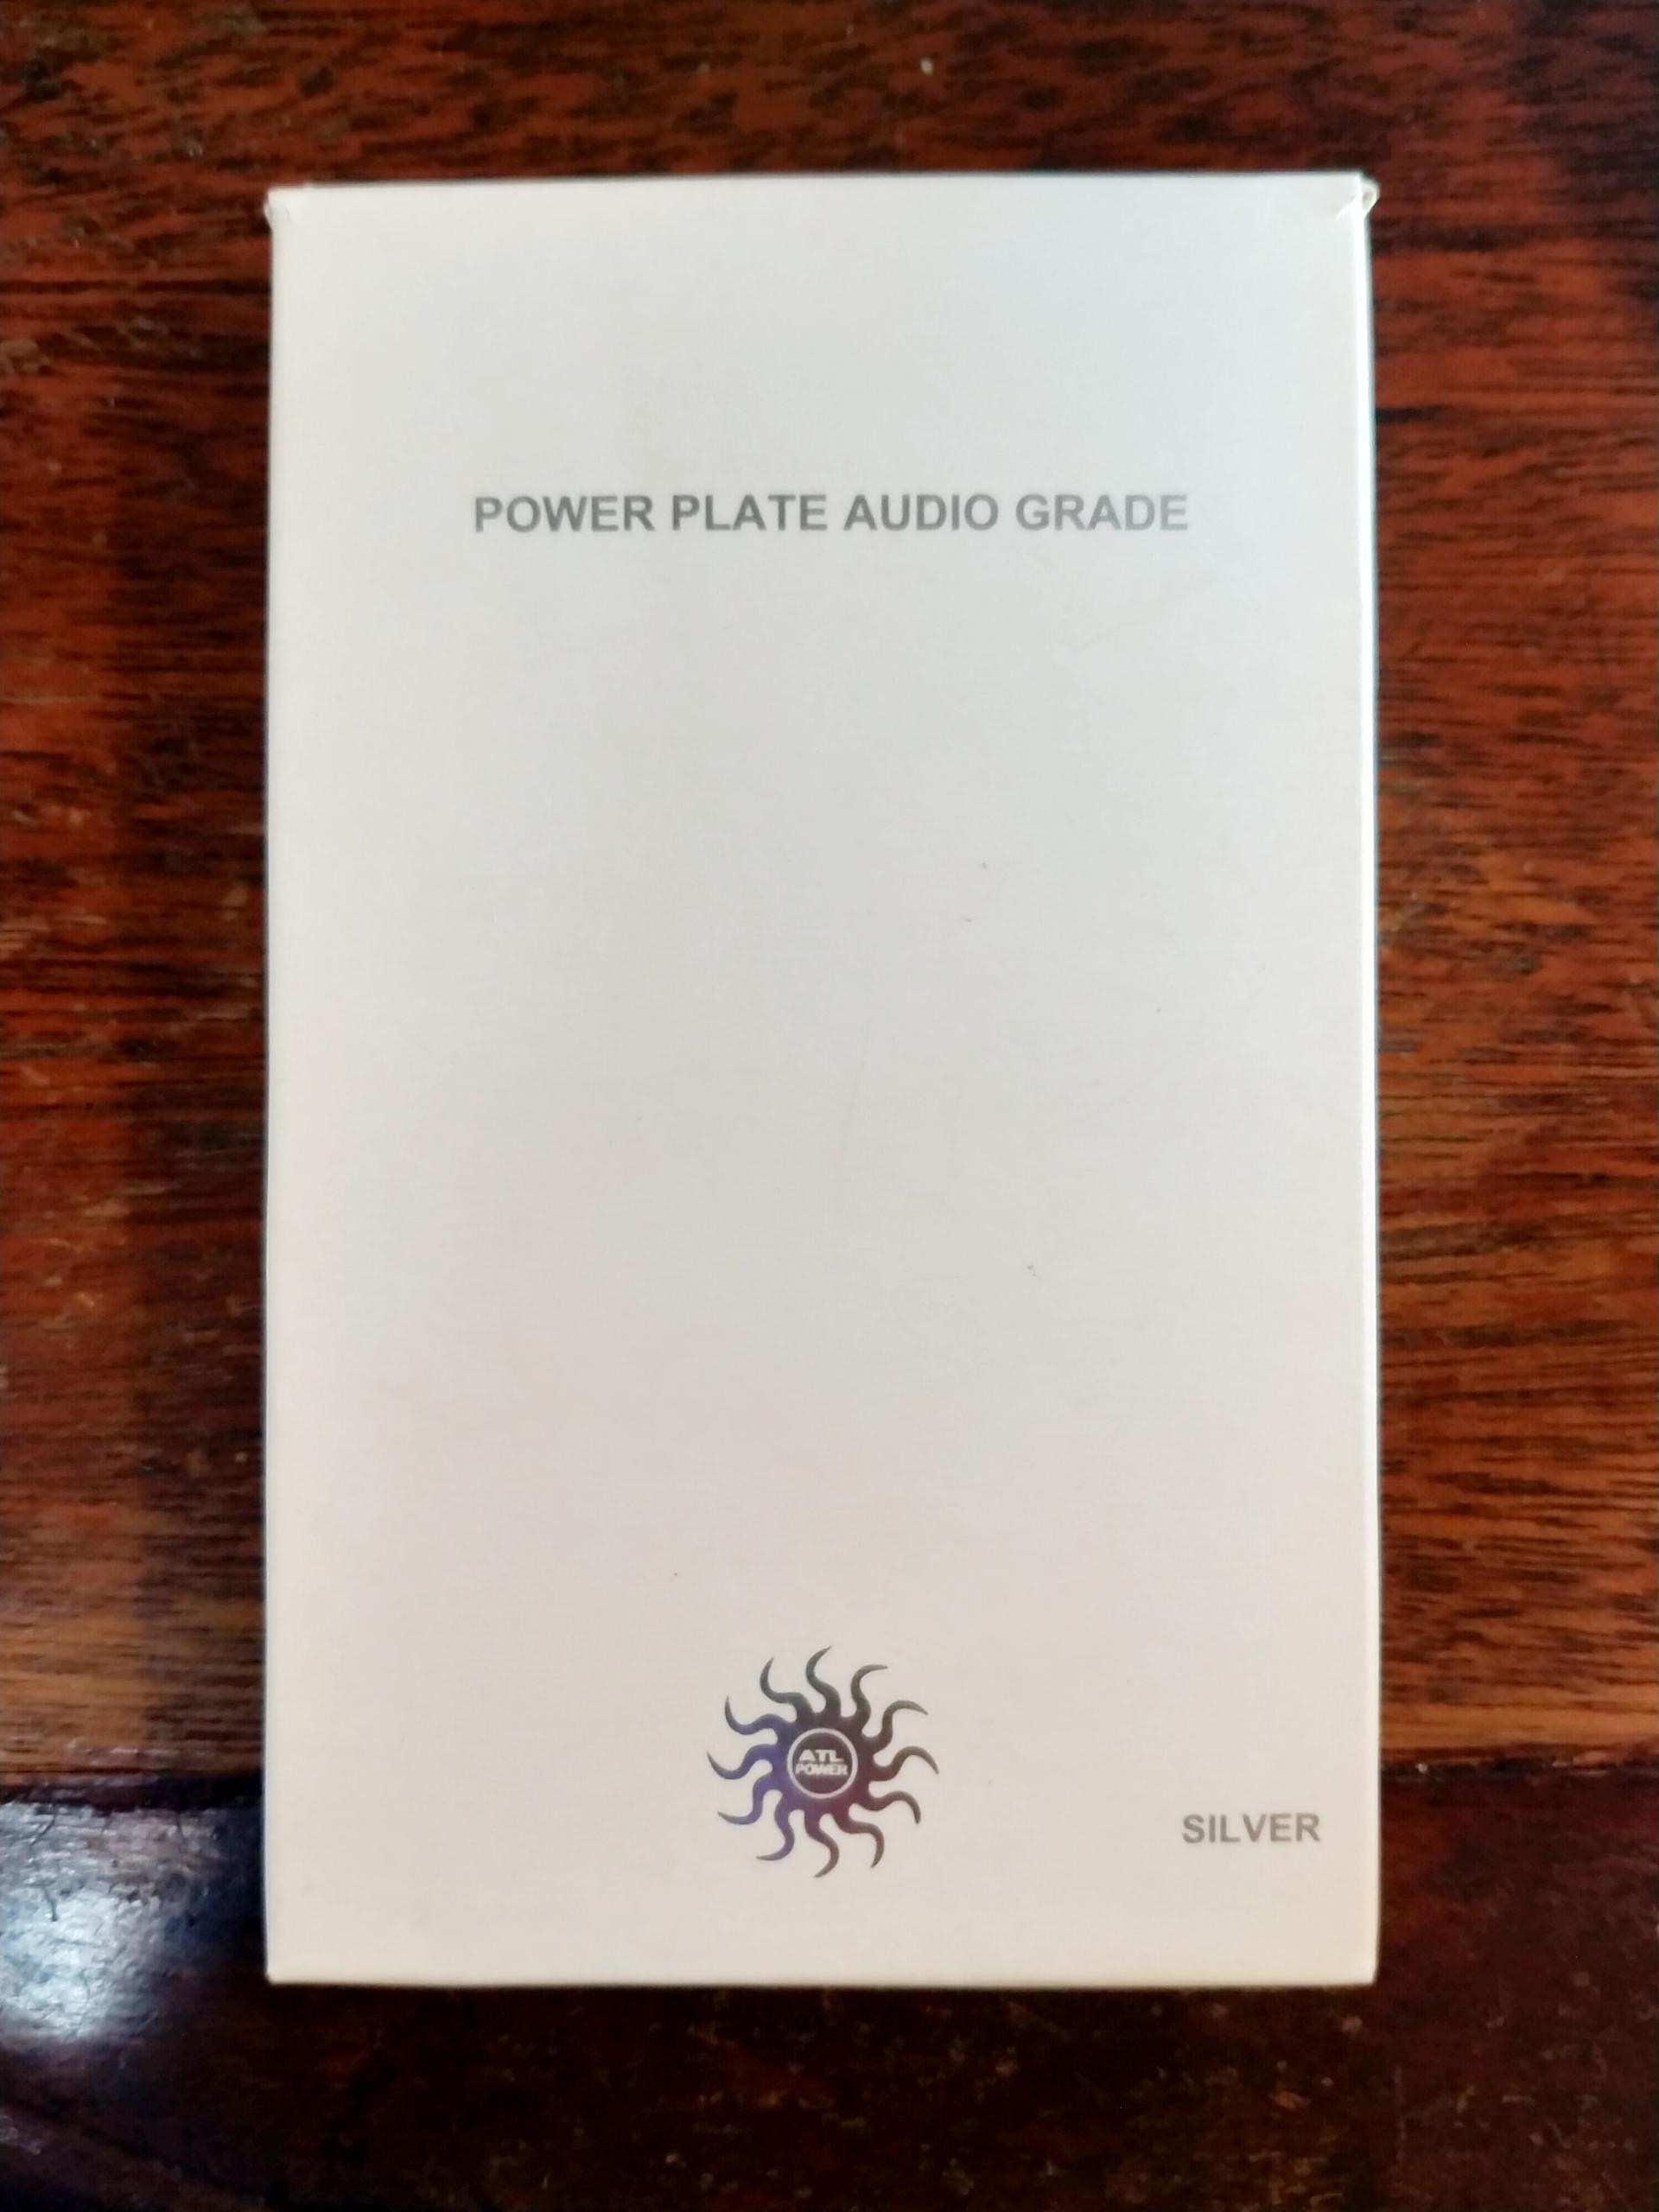 POWER PLATE AUDIO GRADE
ATL
POWER
SILVER